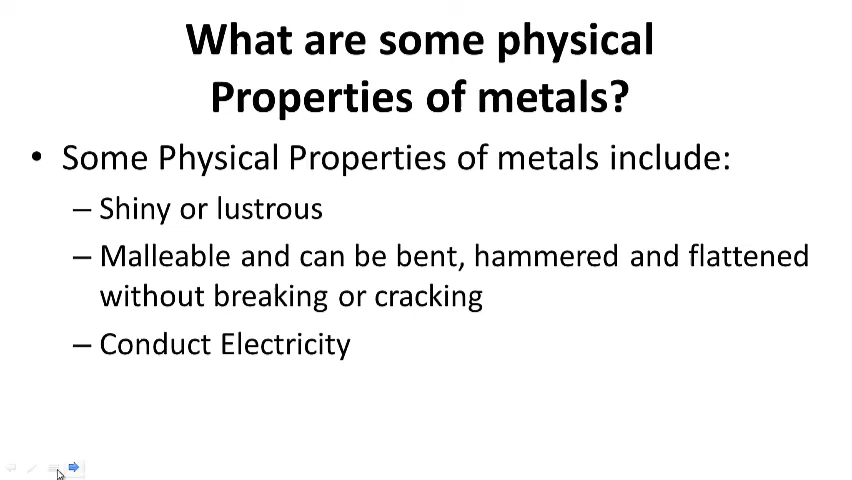 What are some physical
Properties of metals?
• Some Physical Properties of metals include:
– Shiny or lustrous
– Malleable and can be bent, hammered and flattened
without breaking or cracking
– Conduct Electricity